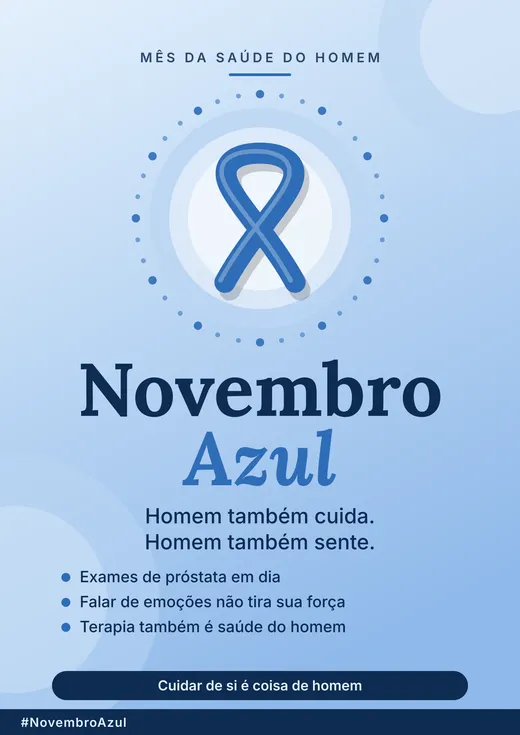 MÊS DA SAÚDE DO HOMEM
Novembro
Azul
Homem também cuida.
Homem também sente.
Exames de próstata em dia
Falar de emoções não tira sua força
Terapia também é saúde do homem
Cuidar de si é coisa de homem
#NovembroAzul